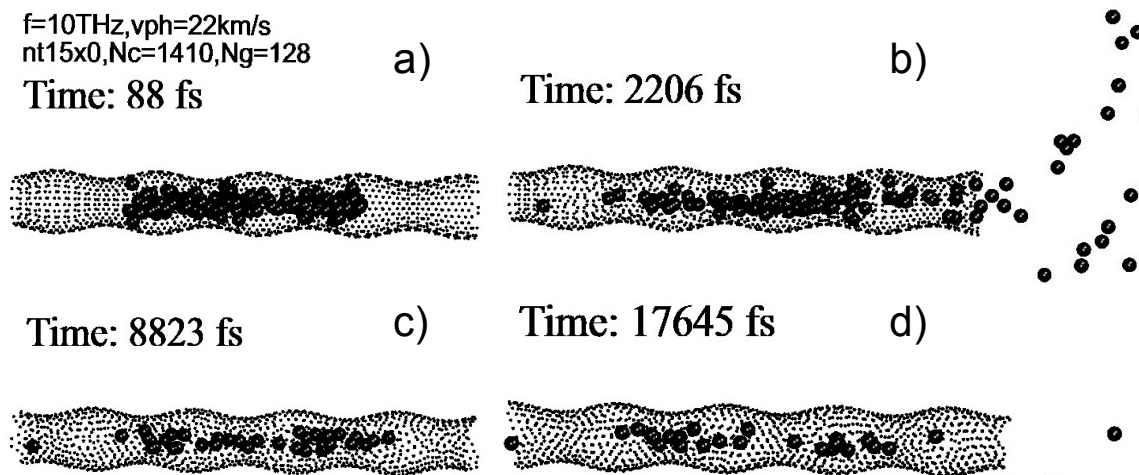 f=10THz,vph=22km/s
nt15x0,Nc=1410,Ng=128
a)
Time: 88 fs
b)
Time: 2206 fs
c)
Time: 8823 fs
d)
Time: 17645 fs